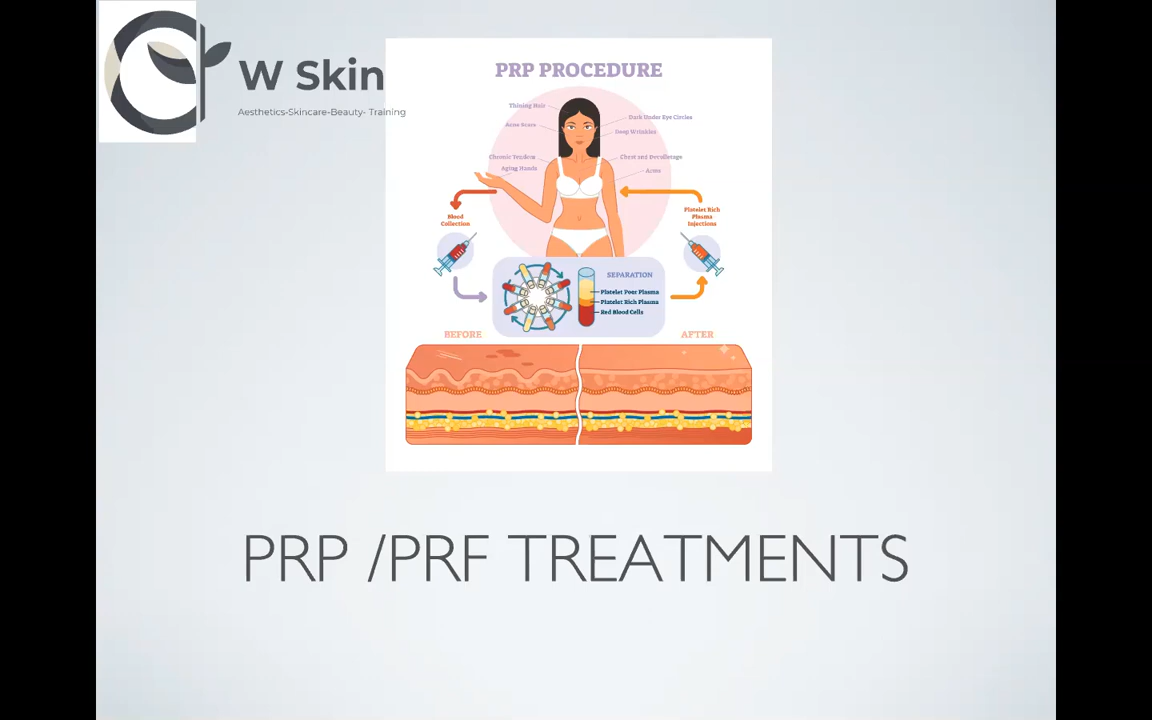 W Skin
Aesthetics-Skincare-Beauty- Training
PRP PROCEDURE
Thining Hair
Acne Scars
Chronic Tendons
Aging Hands
Dark Under Eye Circles
Deep Wrinkles
Chest and Decolletage
Acne
Blood
Collection
Platelet Rich
Plasma
Injections
SEPARATION
Platelet Poor Plasma
Platelet Rich Plasma
Red Blood Cells
BEFORE
AFTER
PRP /PRF TREATMENTS